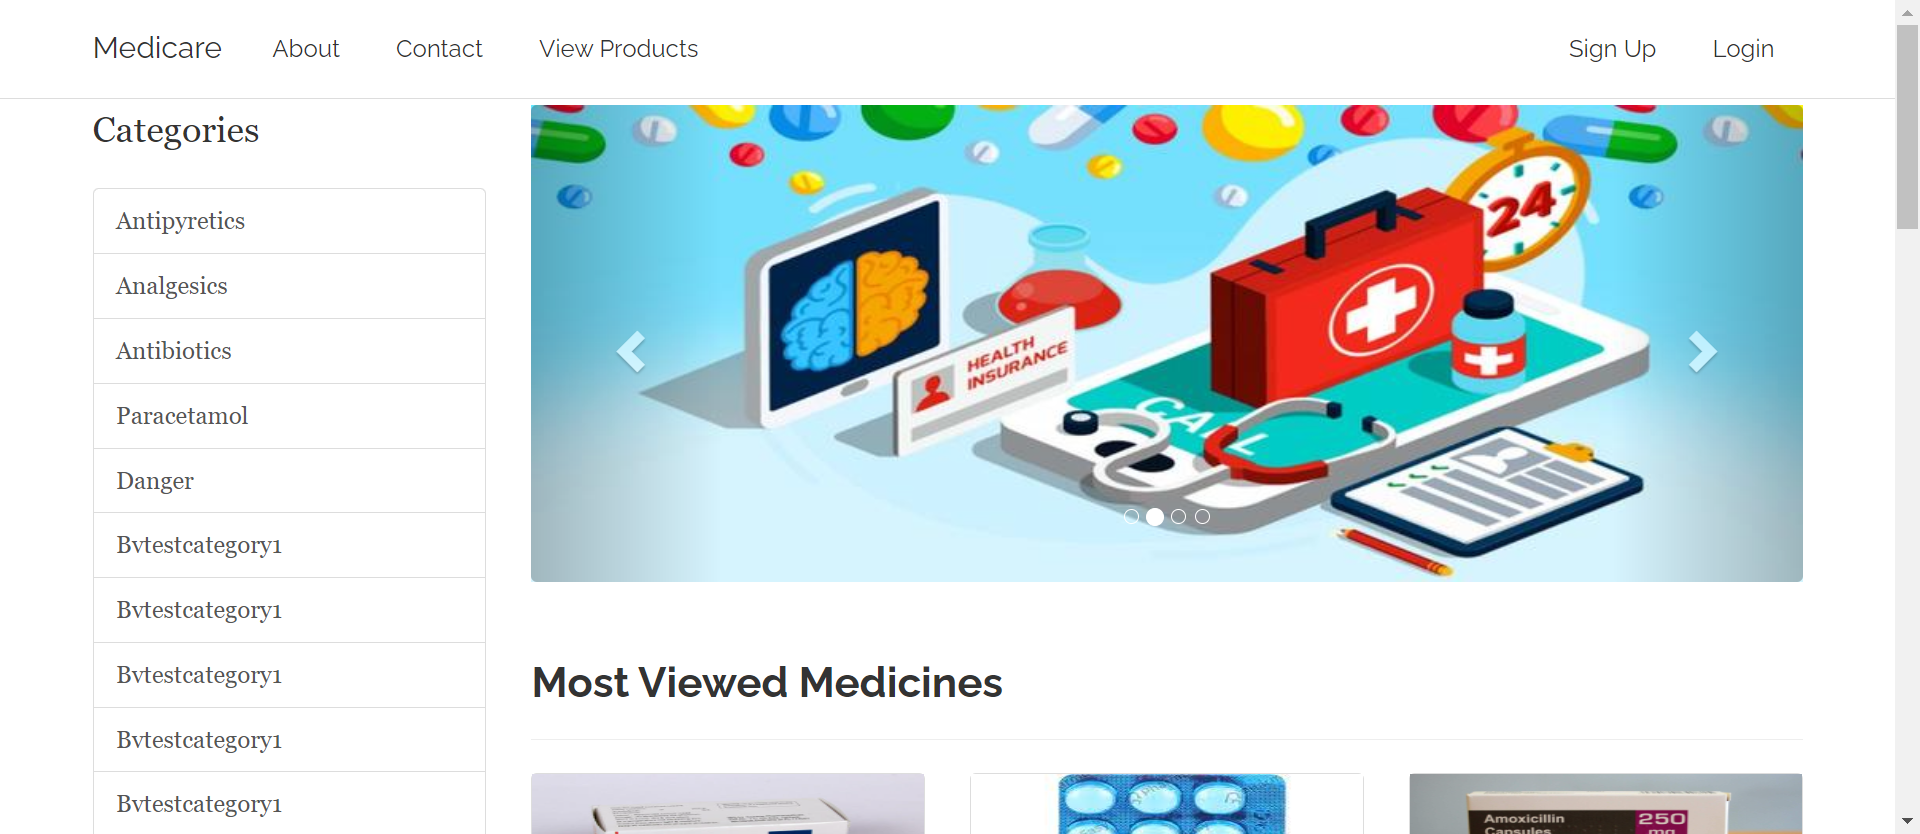 Medicare
About
Contact
View Products
Sign Up
Login
Categories
Antipyretics
Analgesics
Antibiotics
Paracetamol
Danger
Bvtestcategory1
Bvtestcategory1
Bvtestcategory1
Bvtestcategory1
Bvtestcategory1
24
HEALTH
INSURANCE
CALL
Most Viewed Medicines
Amoxicillin
Capsules
250
mg